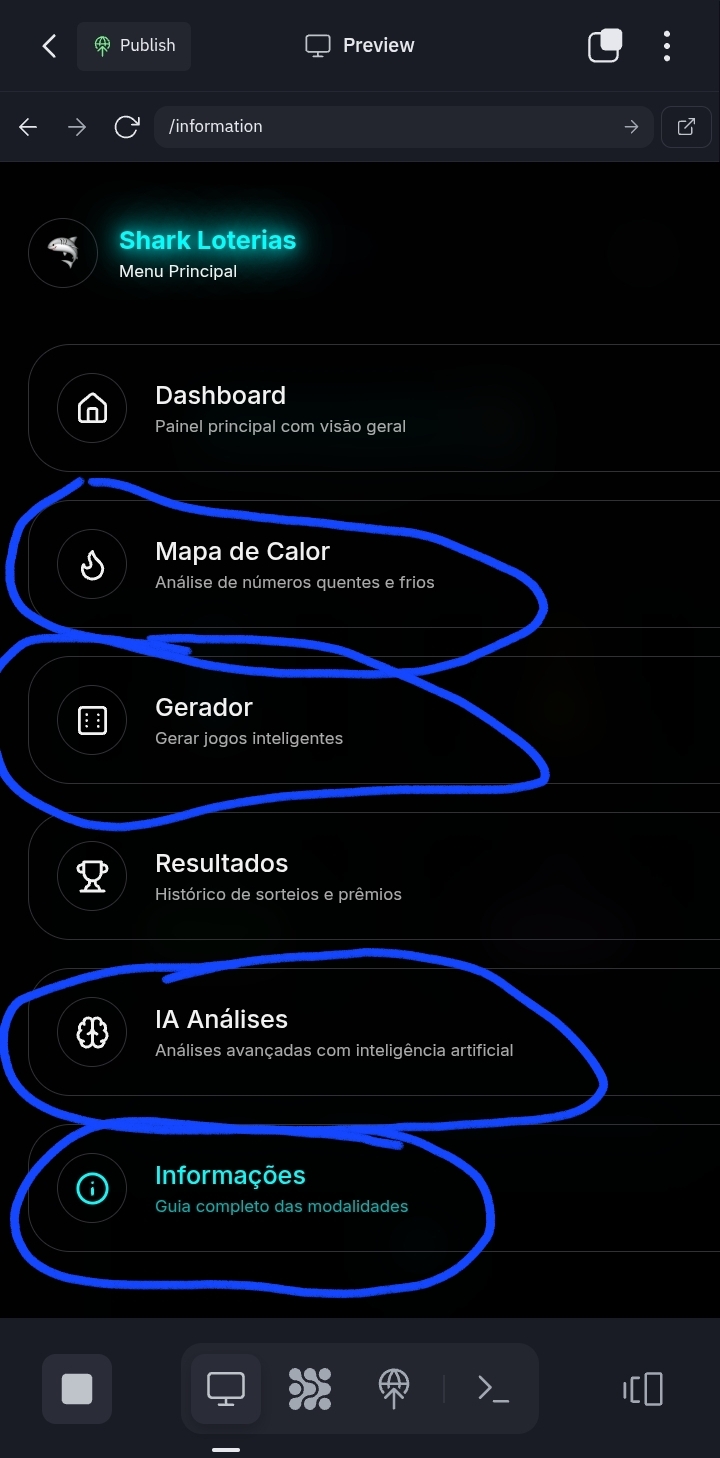 Publish
Preview
/information
Shark Loterias
Menu Principal
Dashboard
Painel principal com visão geral
Mapa de Calor
Análise de números quentes e frios
Gerador
Gerar jogos inteligentes
Resultados
Histórico de sorteios e prêmios
IA Análises
Análises avançadas com inteligência artificial
Informações
Guia completo das modalidades